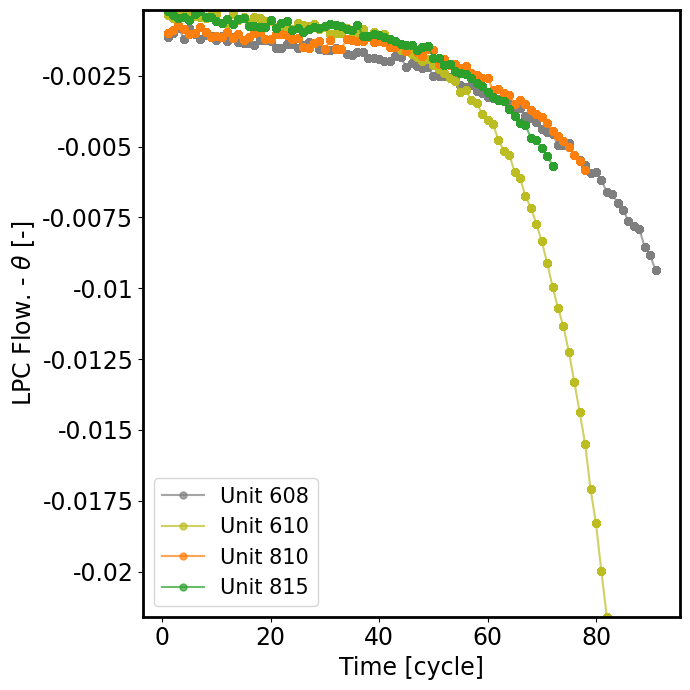 -0.0025
-0.005
-0.0075
-0.01
-0.0125
-0.015
-0.0175
-0.02
LPC Flow. - θ [-]
Unit 608
Unit 610
Unit 810
Unit 815
0 20 40 60 80
Time [cycle]